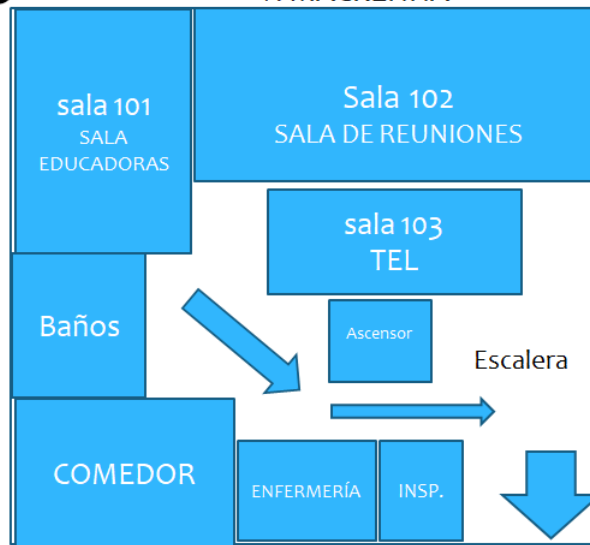 sala 101
SALA
EDUCADORAS
Sala 102
SALA DE REUNIONES
sala 103
TEL
Baños
Ascensor
Escalera
COMEDOR
ENFERMERÍA
INSP.